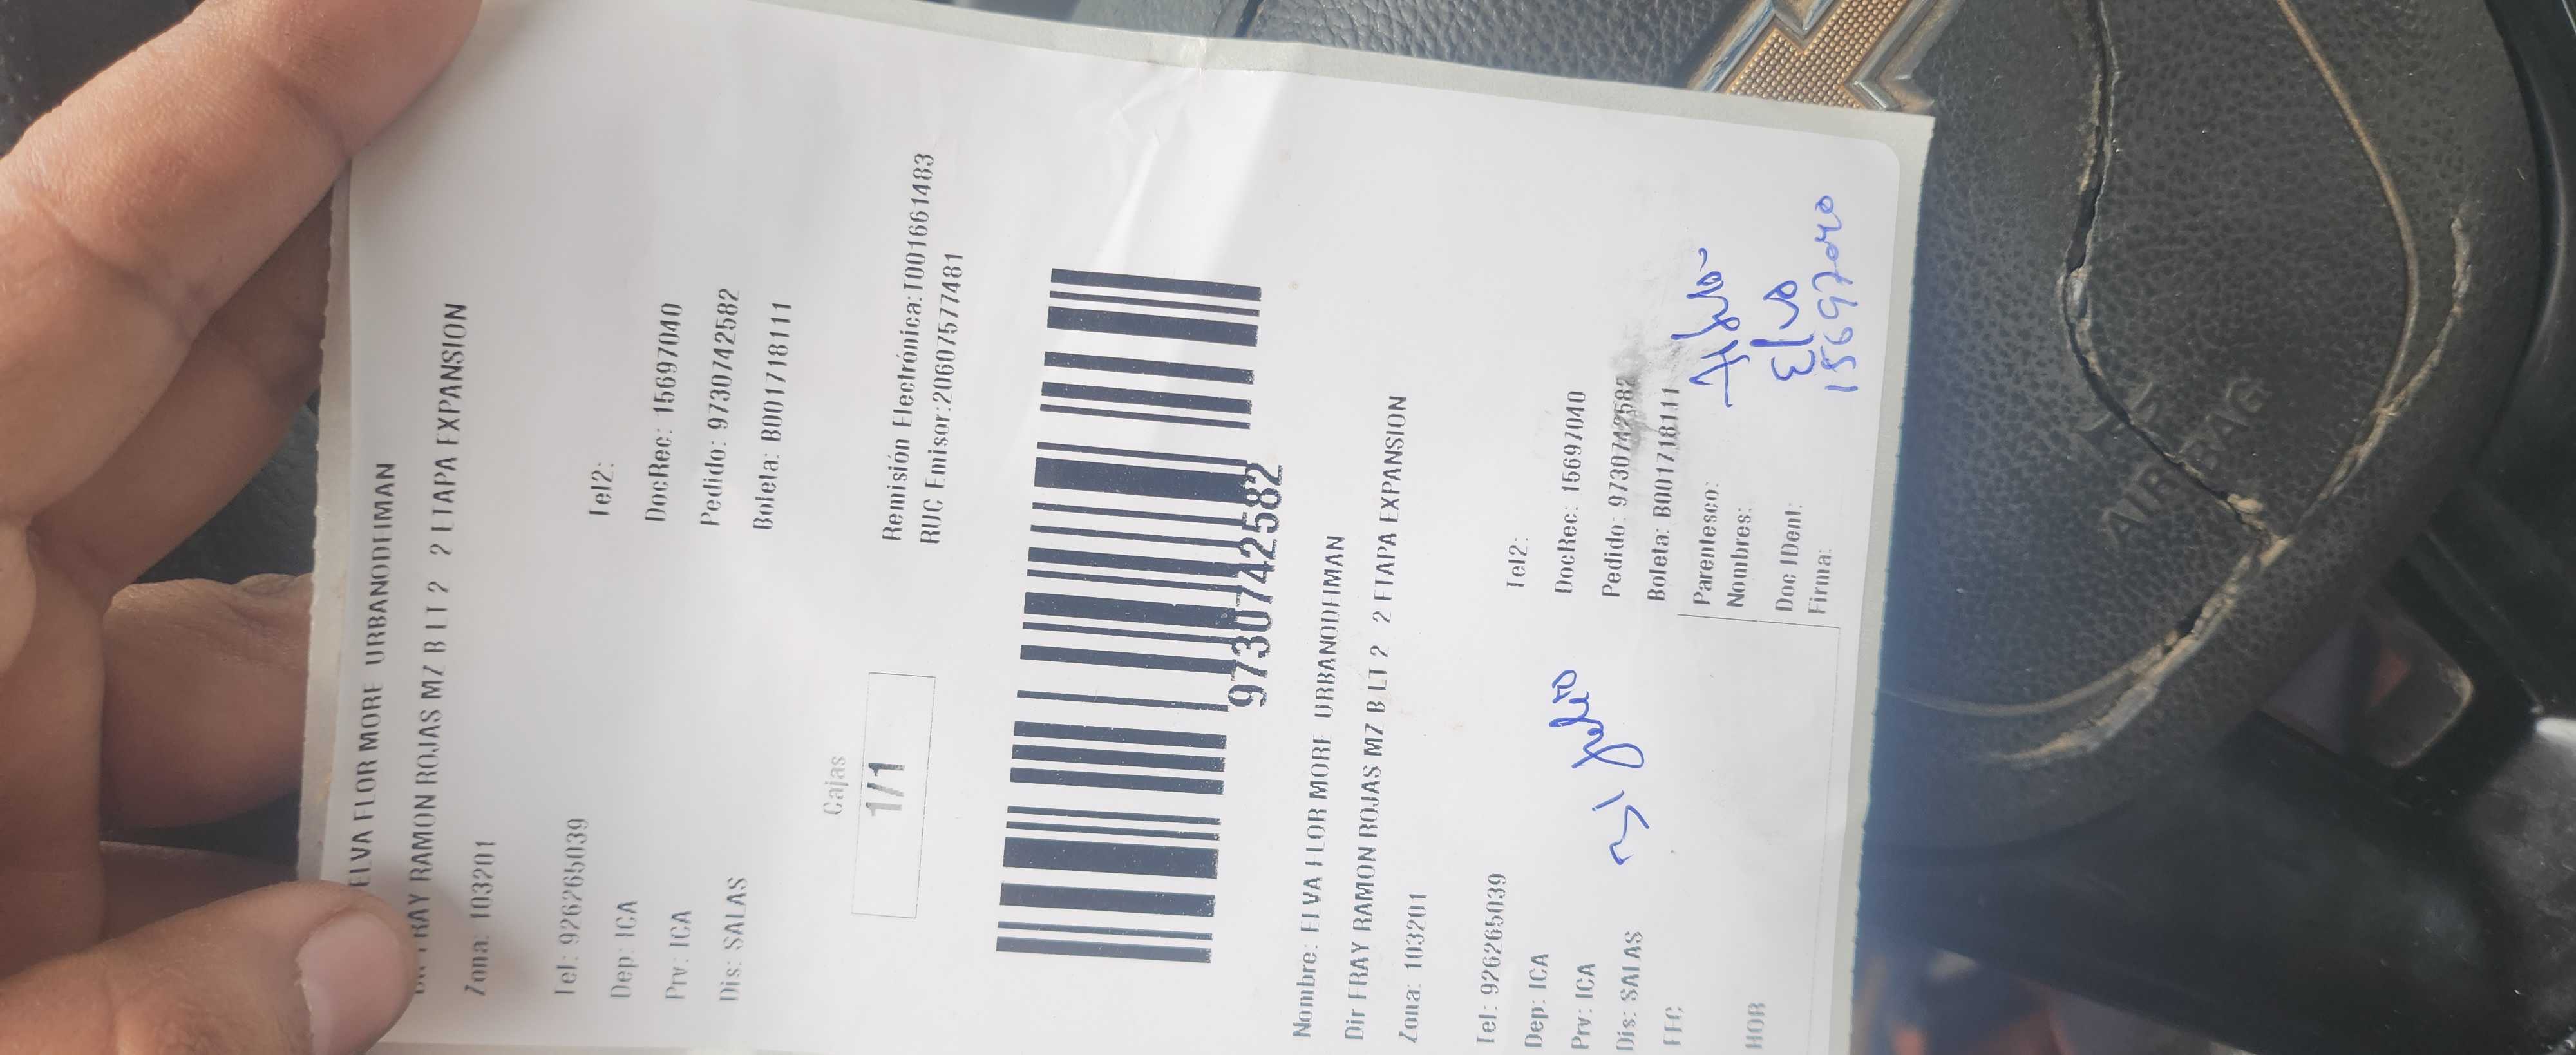 ELVA FLOR MORE URBANODEIMAN
FRAY RAMON ROJAS MZ B LT 2 2 ETAPA EXPANSION
Zona: 103201
Tel: 926265039
Tel2:
Dep: ICA
DocRec: 15697040
Prv: ICA
Pedido: 9730742582
Dis: SALAS
Boleta: B001718111
Cajas
1/1
Remisión Electrónica:T001661483
RUC Emisor:20607577481
9730742582
Nombre: ELVA FLOR MORE URBANODEIMAN
Dir FRAY RAMON ROJAS MZ B LT 2 2 ETAPA EXPANSION
Zona: 103201
Tel: 926265039
Tel2:
Dep: ICA
DocRec: 15697040
Prv: ICA
Pedido: 9730742582
Dis: SALAS
Boleta: B001718111
FEC
Parentesco:
Nombres:
HOR
Doc IDent:
Elva
Firma:
15697040
AIRBAG